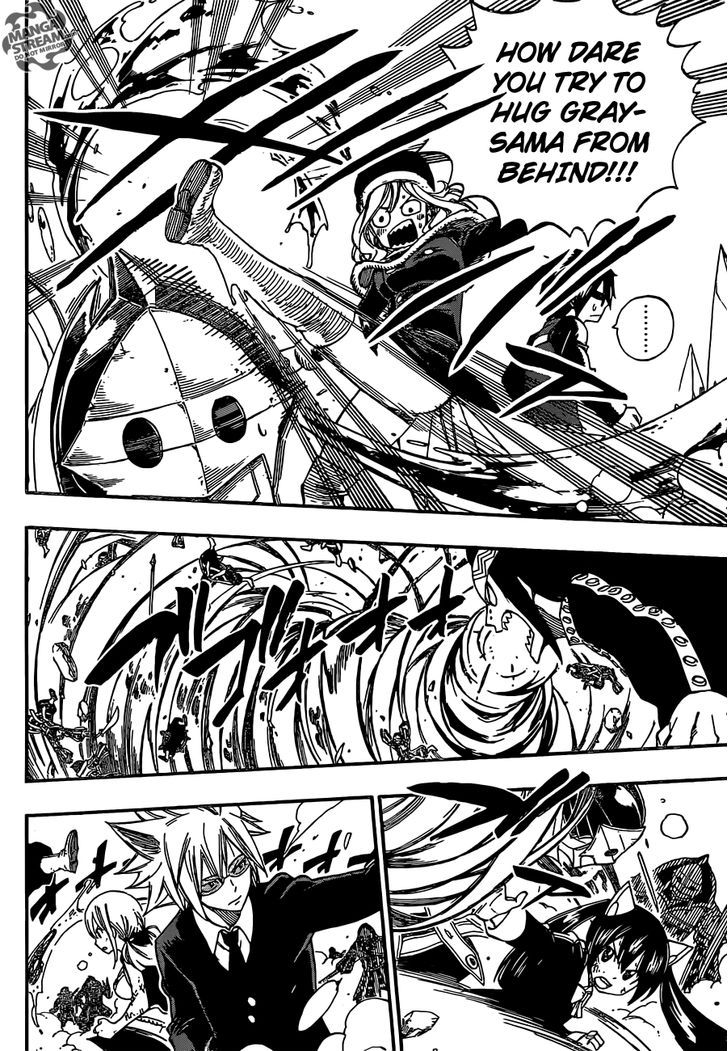 MANGA
STREAM
DO NOT MIRROR
HOW DARE
YOU TRY TO
HUG GRAY-
SAMA FROM
BEHIND!!!
..........